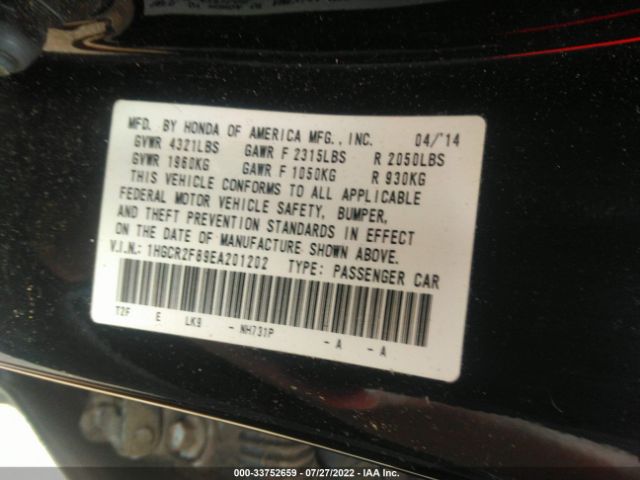 MFD. BY HONDA OF AMERICA MFG., INC. 04/'14
GVWR 4321LBS GAWR F 2315LBS R 2050LBS
GVWR 1960KG GAWR F 1050KG R 930KG
THIS VEHICLE CONFORMS TO ALL APPLICABLE
FEDERAL MOTOR VEHICLE SAFETY, BUMPER,
AND THEFT PREVENTION STANDARDS IN EFFECT
ON THE DATE OF MANUFACTURE SHOWN ABOVE.
V.I.N.: 1HGCR2F89EA201202 TYPE: PASSENGER CAR
T2F E LK9 - NH731P - A - A
000-33752659 / 07/27/2022 - IAA Inc.